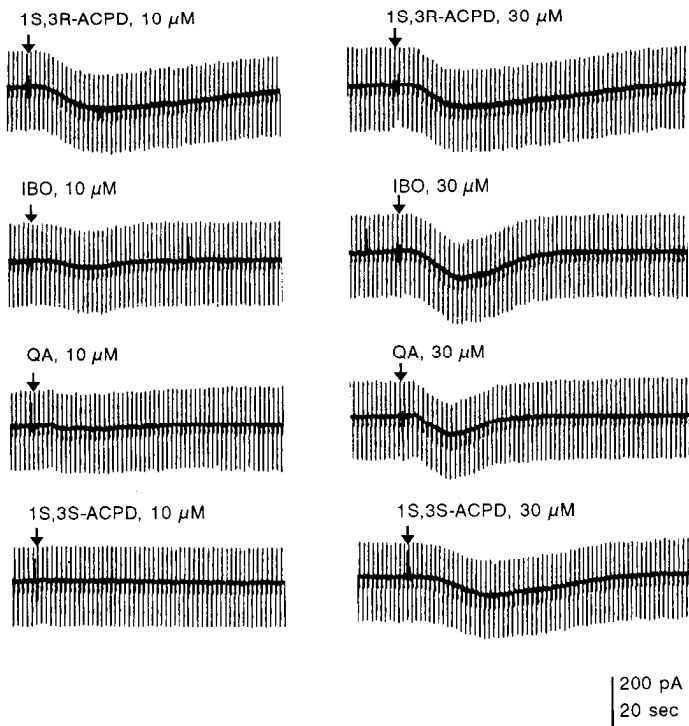 1S,3R-ACPD, 10 µM
1S,3R-ACPD, 30 µM
IBO, 10 µM
IBO, 30 µM
QA, 10 µM
QA, 30 µM
1S,3S-ACPD, 10 µM
1S,3S-ACPD, 30 µM
200 pA
20 sec